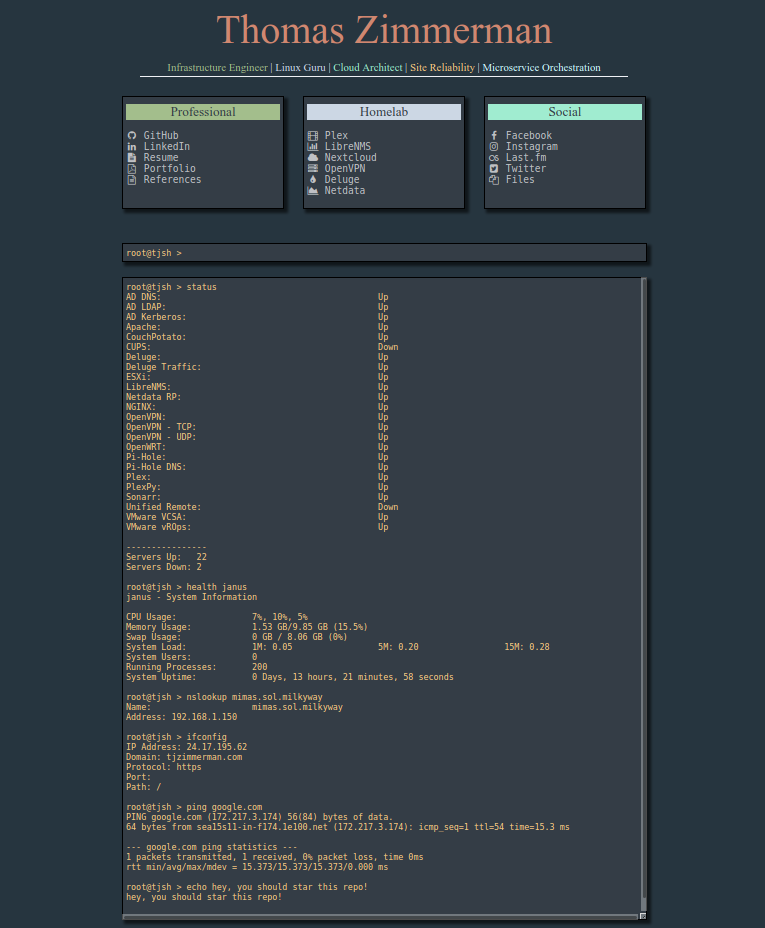 Thomas Zimmerman
Infrastructure Engineer | Linux Guru | Cloud Architect | Site Reliability | Microservice Orchestration
Professional
GitHub
LinkedIn
Resume
Portfolio
References
Homelab
Plex
LibreNMS
Nextcloud
OpenVPN
Deluge
Netdata
Social
Facebook
Instagram
Last.fm
Twitter
Files
root@tjsh >
root@tjsh > status
AD DNS: Up
AD LDAP: Up
AD Kerberos: Up
Apache: Up
CouchPotato: Up
CUPS: Down
Deluge: Up
Deluge Traffic: Up
ESXi: Up
LibreNMS: Up
Netdata RP: Up
NGINX: Up
OpenVPN: Up
OpenVPN - TCP: Up
OpenVPN - UDP: Up
OpenWRT: Up
Pi-Hole: Up
Pi-Hole DNS: Up
Plex: Up
PlexPy: Up
Sonarr: Up
Unified Remote: Down
VMware VCSA: Up
VMware vROps: Up
----------------
Servers Up: 22
Servers Down: 2
root@tjsh > health janus
janus - System Information
CPU Usage: 7%, 10%, 5%
Memory Usage: 1.53 GB/9.85 GB (15.5%)
Swap Usage: 0 GB / 8.06 GB (0%)
System Load: 1M: 0.05 5M: 0.20 15M: 0.28
System Users: 0
Running Processes: 200
System Uptime: 0 Days, 13 hours, 21 minutes, 58 seconds
root@tjsh > nslookup mimas.sol.milkyway
Name: mimas.sol.milkyway
Address: 192.168.1.150
root@tjsh > ifconfig
IP Address: 24.17.195.62
Domain: tjzimmerman.com
Protocol: https
Port:
Path: /
root@tjsh > ping google.com
PING google.com (172.217.3.174) 56(84) bytes of data.
64 bytes from sea15s11-in-f174.1e100.net (172.217.3.174): icmp_seq=1 ttl=54 time=15.3 ms
--- google.com ping statistics ---
1 packets transmitted, 1 received, 0% packet loss, time 0ms
rtt min/avg/max/mdev = 15.373/15.373/15.373/0.000 ms
root@tjsh > echo hey, you should star this repo!
hey, you should star this repo!